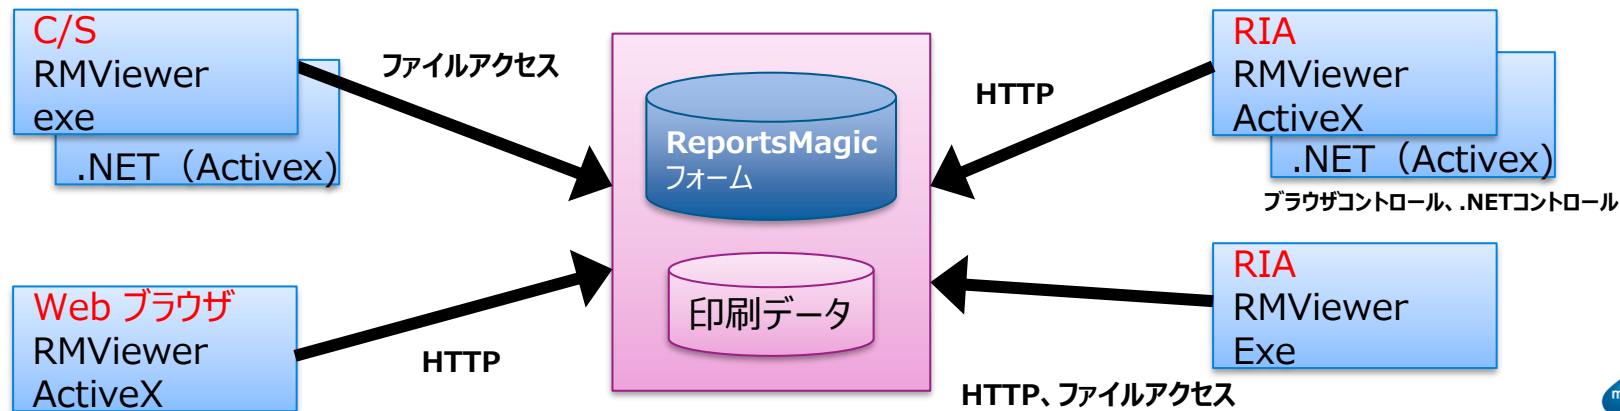 C/S
RMViewer
exe
.NET（Activex)
ファイルアクセス
Web ブラウザ
RMViewer
ActiveX
HTTP
ReportsMagic
フォーム
印刷データ
HTTP
RIA
RMViewer
ActiveX
.NET（Activex)
ブラウザコントロール、.NETコントロール
RIA
RMViewer
Exe
HTTP、ファイルアクセス